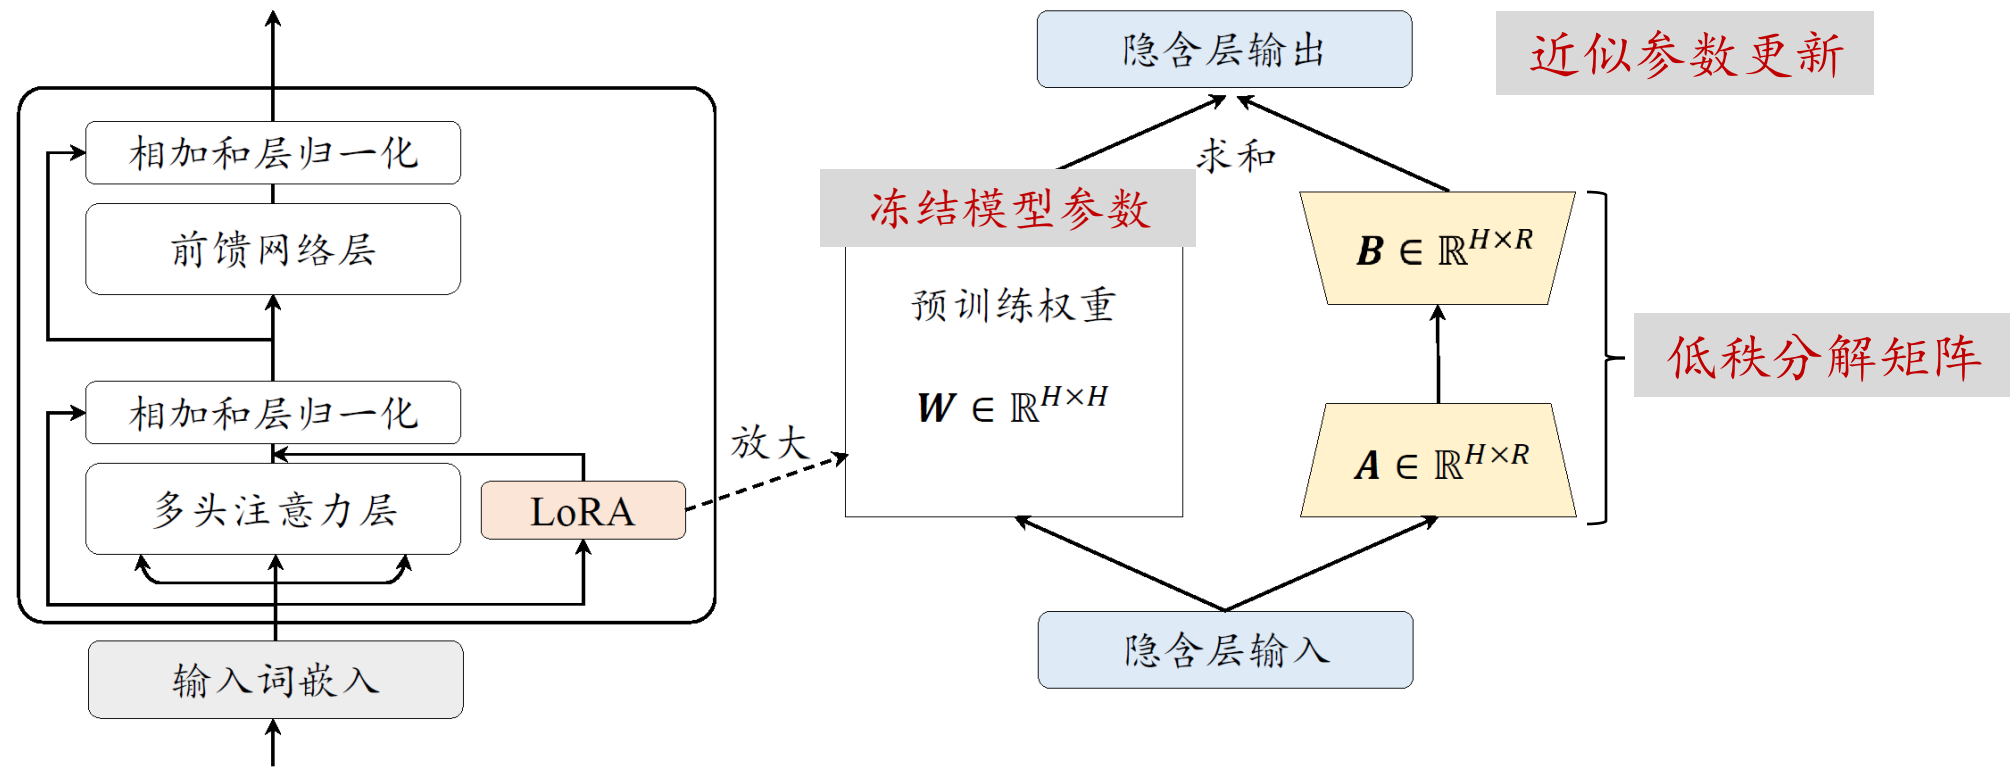 相加和层归一化
前馈网络层
相加和层归一化
多头注意力层
LoRA
输入词嵌入
放大
隐含层输出
近似参数更新
求和
冻结模型参数
预训练权重
W ∈ ℝ^{H×H}
B ∈ ℝ^{H×R}
A ∈ ℝ^{H×R}
低秩分解矩阵
隐含层输入